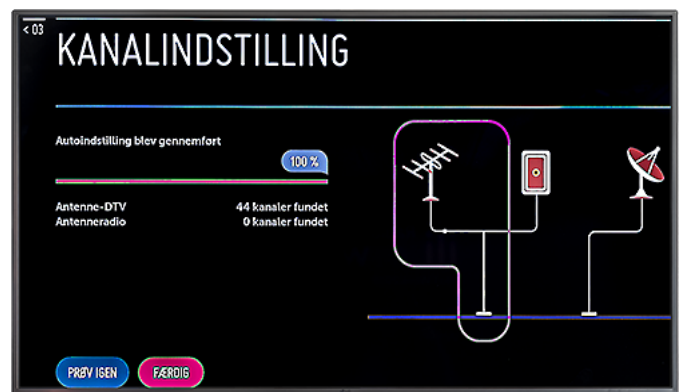 < 03
KANALINDSTILLING
Autoindstilling blev gennemført
100 %
Antenne-DTV 44 kanaler fundet
Antenneradio 0 kanaler fundet
PRØV IGEN FÆRDIG